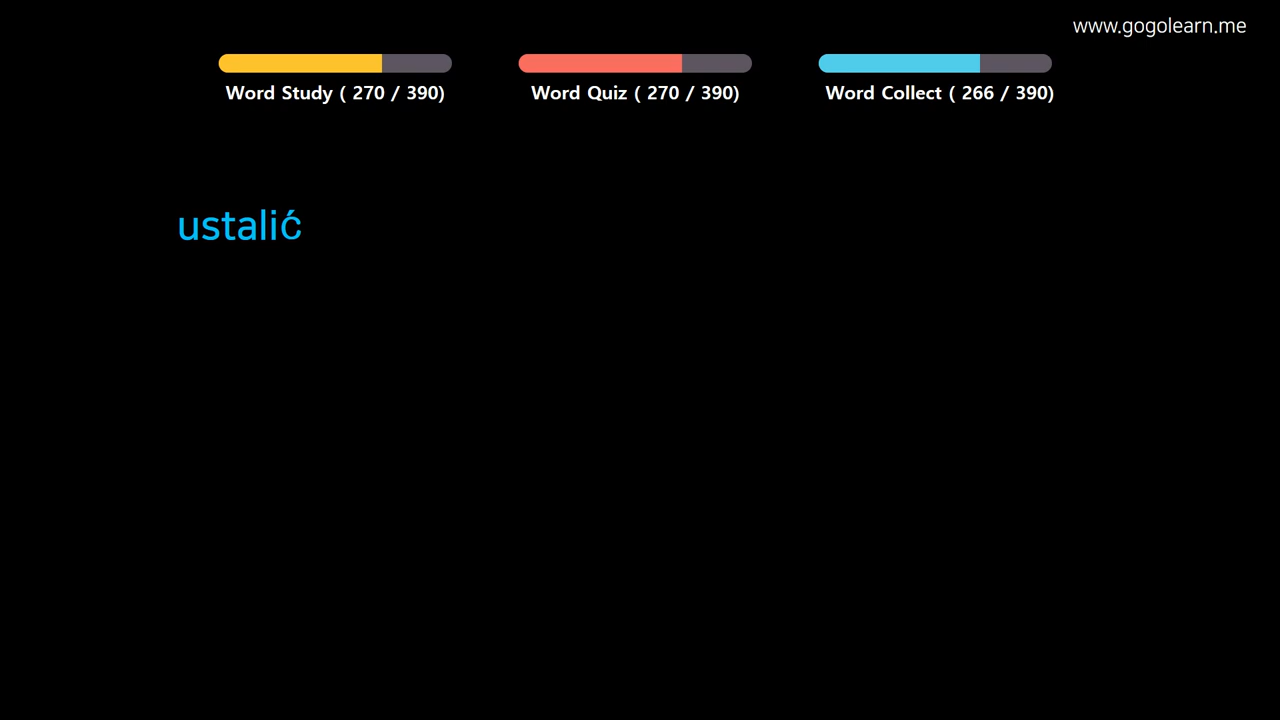 www.gogolearn.me
Word Study ( 270 / 390)
Word Quiz ( 270 / 390)
Word Collect ( 266 / 390)
ustalić